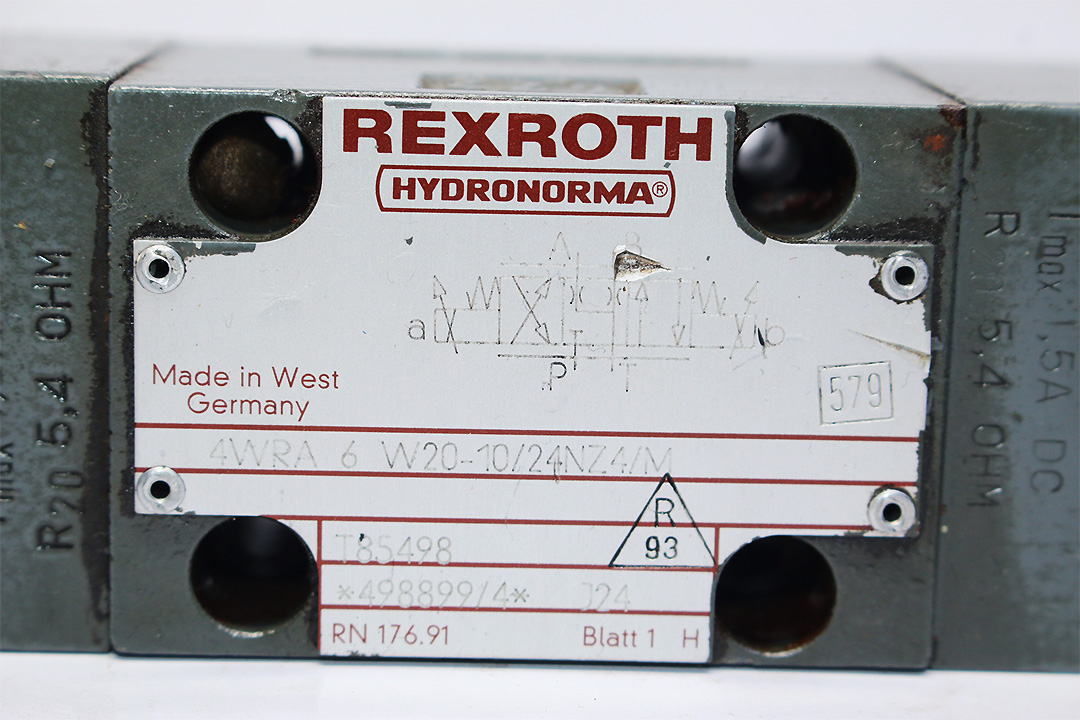 REXROTH
HYDRONORMA®
A B
a b
P T
Made in West
Germany
579
4WRA 6 W20-10/24NZ4/M
R
93
T85498
*498899/4* J24
RN 176.91
Blatt 1 H
R20 5,4 OHM
max 1,5A DC
5,4 OHM